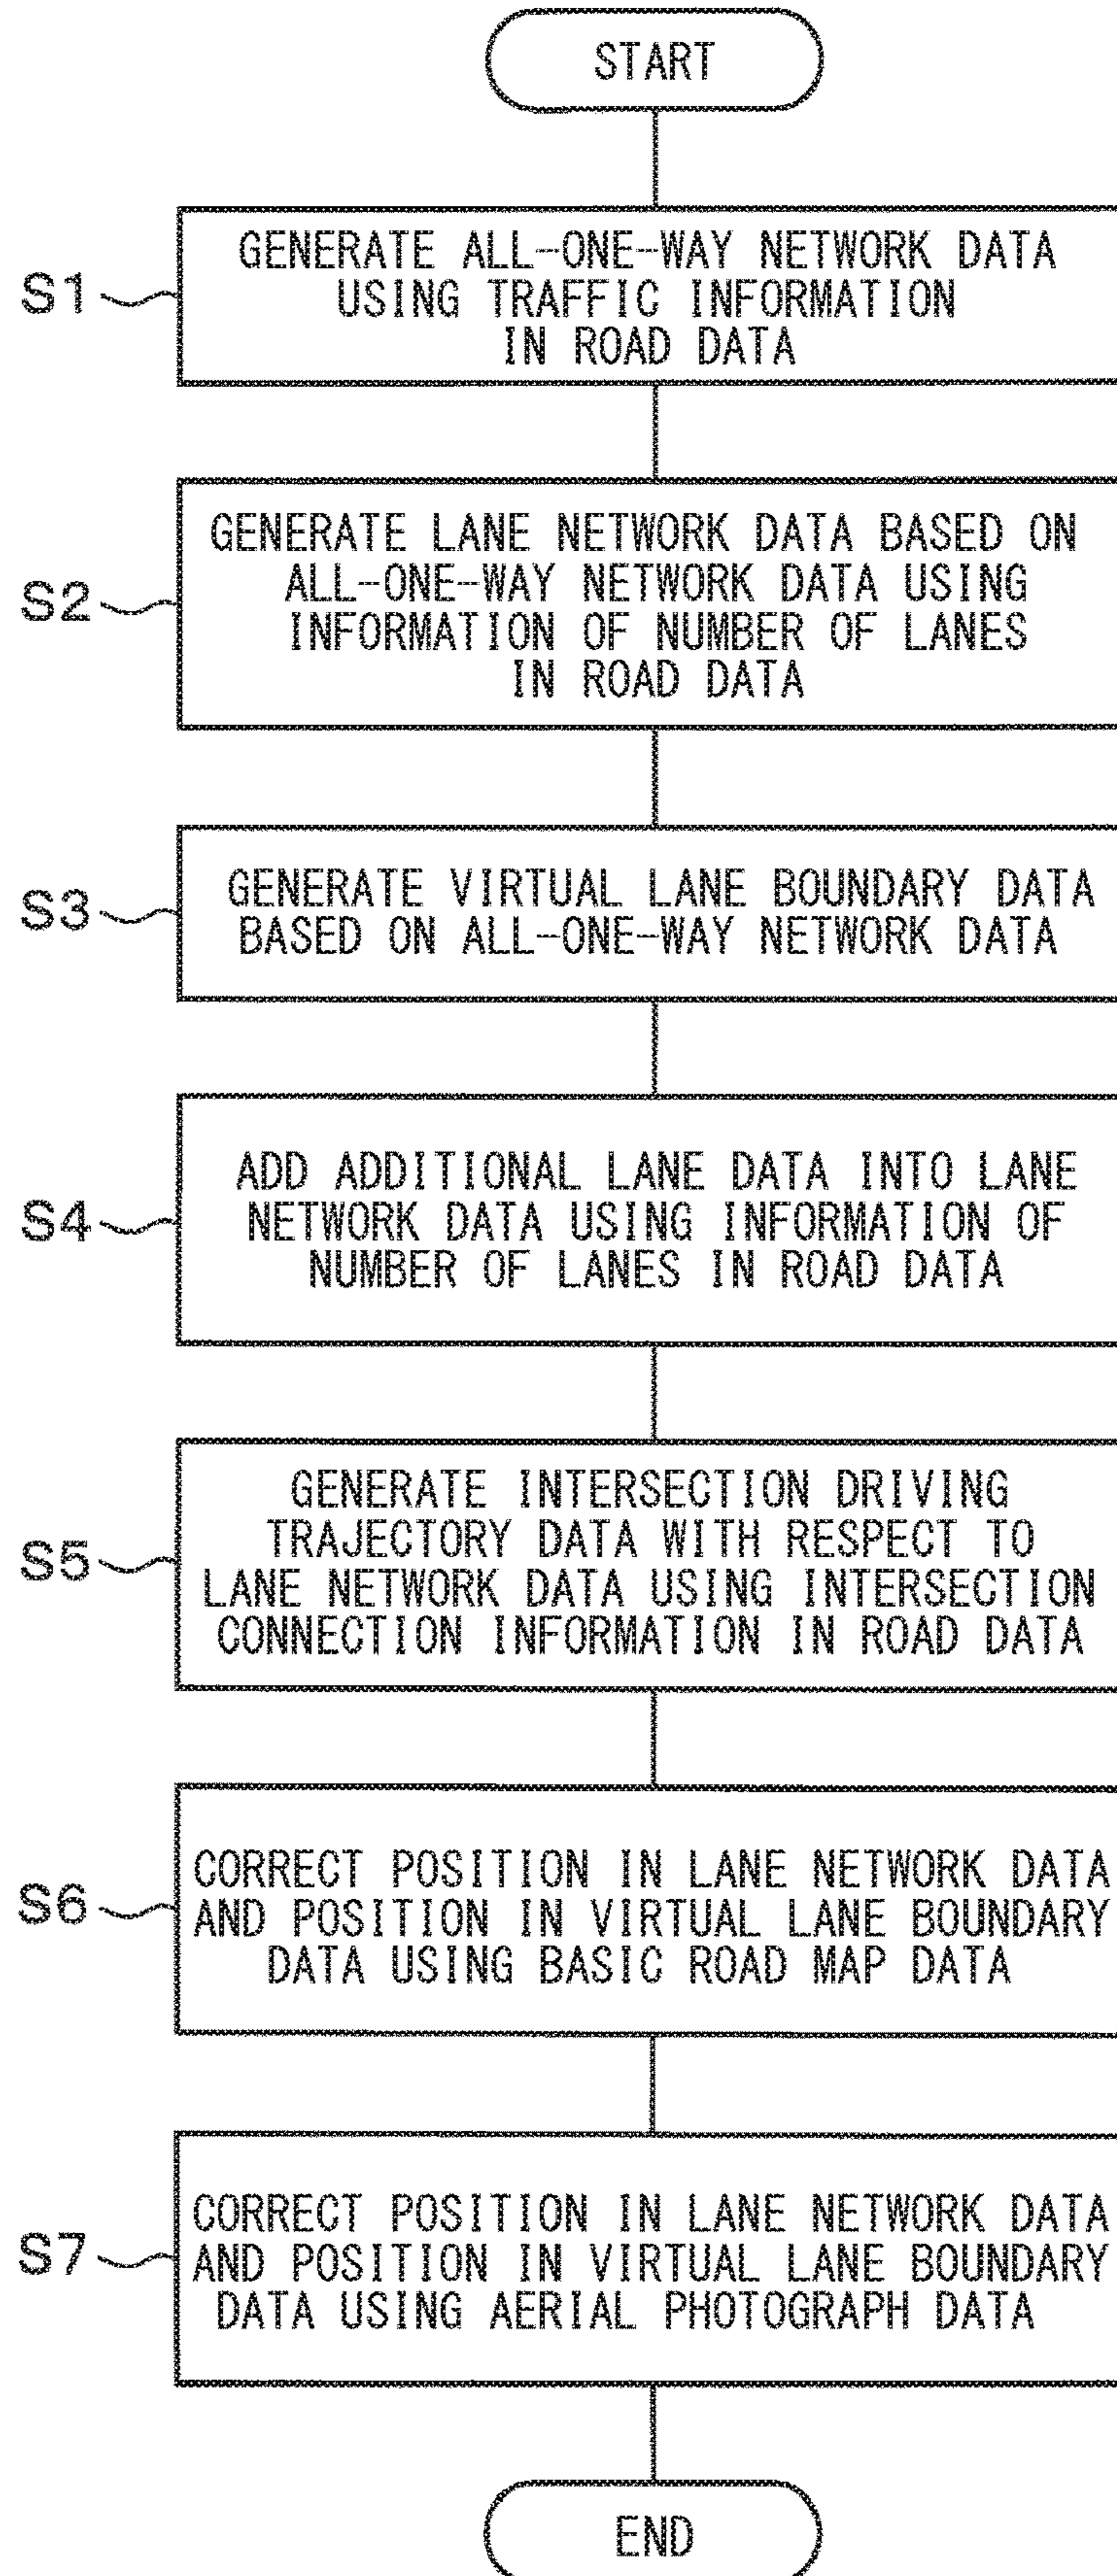 START
S1
GENERATE ALL-ONE-WAY NETWORK DATA
USING TRAFFIC INFORMATION
IN ROAD DATA
S2
GENERATE LANE NETWORK DATA BASED ON
ALL-ONE-WAY NETWORK DATA USING
INFORMATION OF NUMBER OF LANES
IN ROAD DATA
S3
GENERATE VIRTUAL LANE BOUNDARY DATA
BASED ON ALL-ONE-WAY NETWORK DATA
S4
ADD ADDITIONAL LANE DATA INTO LANE
NETWORK DATA USING INFORMATION OF
NUMBER OF LANES IN ROAD DATA
S5
GENERATE INTERSECTION DRIVING
TRAJECTORY DATA WITH RESPECT TO
LANE NETWORK DATA USING INTERSECTION
CONNECTION INFORMATION IN ROAD DATA
S6
CORRECT POSITION IN LANE NETWORK DATA
AND POSITION IN VIRTUAL LANE BOUNDARY
DATA USING BASIC ROAD MAP DATA
S7
CORRECT POSITION IN LANE NETWORK DATA
AND POSITION IN VIRTUAL LANE BOUNDARY
DATA USING AERIAL PHOTOGRAPH DATA
END